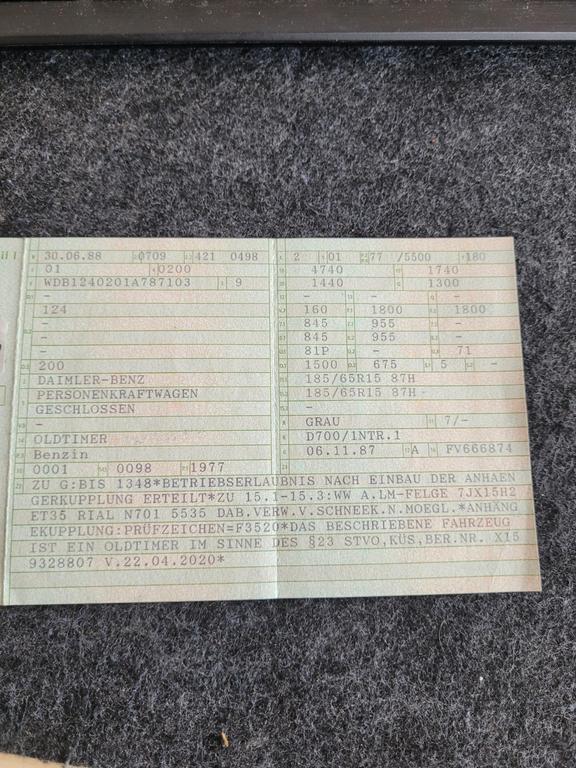 30.06.88 0709 421 0498 2 01 77 /5500 180
01 0200 4740 1740
WDB1240201A787103 9 1440 1300
- - - -
124 160 1800 1800
- 845 955 -
- 845 955 -
- 81P - 71
200 1500 675 5 -
DAIMLER-BENZ 185/65R15 87H
PERSONENKRAFTWAGEN 185/65R15 87H
GESCHLOSSEN -
- GRAU 7/-
OLDTIMER D700/1NTR.1
Benzin 06.11.87 A FV666874
0001 0098 1977
ZU G:BIS 1348*BETRIEBSERLAUBNIS NACH EINBAU DER ANHAEN
GERKUPPLUNG ERTEILT*ZU 15.1-15.3:WW A.LM-FELGE 7JX15H2
ET35 RIAL N701 5535 DAB.VERW.V.SCHNEEK.N.MOEGL.*ANHÄNG
EKUPPLUNG:PRÜFZEICHEN=F3520*DAS BESCHRIEBENE FAHRZEUG
IST EIN OLDTIMER IM SINNE DES §23 STVO,KÜS,BER.NR. X15
9328807 V.22.04.2020*